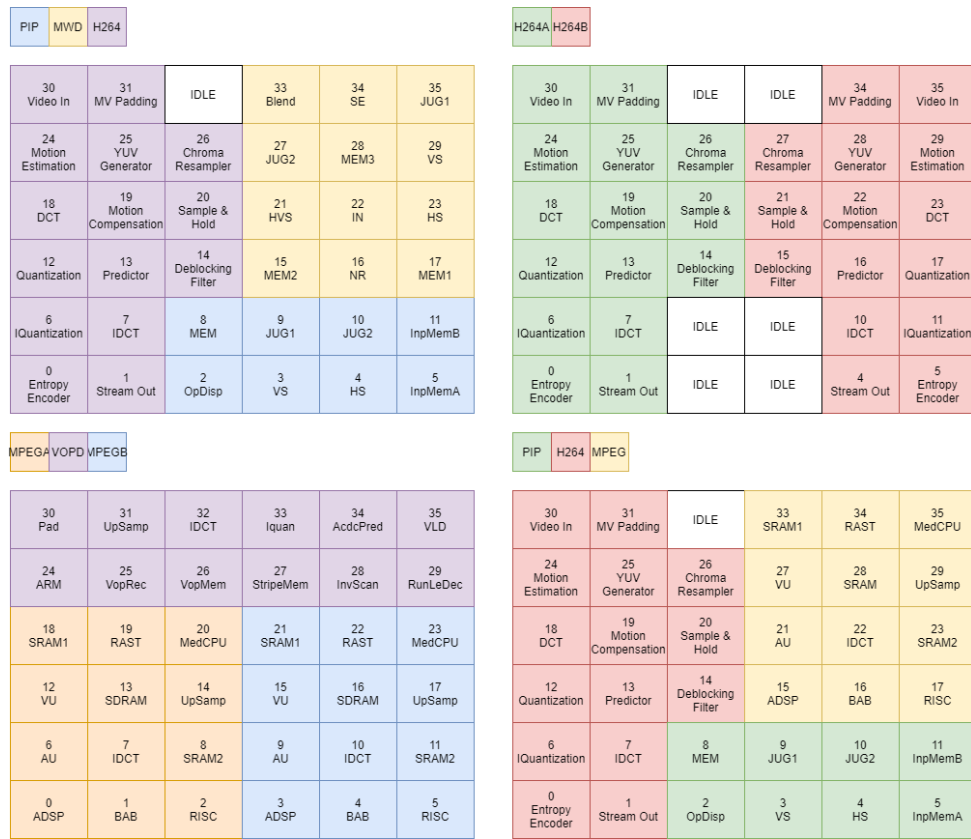 PIP
MWD
H264
30
Video In
31
MV Padding
IDLE
33
Blend
34
SE
35
JUG1
24
Motion
Estimation
25
YUV
Generator
26
Chroma
Resampler
27
JUG2
28
MEM3
29
VS
18
DCT
19
Motion
Compensation
20
Sample &
Hold
21
HVS
22
IN
23
HS
12
Quantization
13
Predictor
14
Deblocking
Filter
15
MEM2
16
NR
17
MEM1
6
IQuantization
7
IDCT
8
MEM
9
JUG1
10
JUG2
11
InpMemB
0
Entropy
Encoder
1
Stream Out
2
OpDisp
3
VS
4
HS
5
InpMemA
H264A
H264B
30
Video In
31
MV Padding
IDLE
IDLE
34
MV Padding
35
Video In
24
Motion
Estimation
25
YUV
Generator
26
Chroma
Resampler
27
Chroma
Resampler
28
YUV
Generator
29
Motion
Estimation
18
DCT
19
Motion
Compensation
20
Sample &
Hold
21
Sample &
Hold
22
Motion
Compensation
23
DCT
12
Quantization
13
Predictor
14
Deblocking
Filter
15
Deblocking
Filter
16
Predictor
17
Quantization
6
IQuantization
7
IDCT
IDLE
IDLE
10
IDCT
11
IQuantization
0
Entropy
Encoder
1
Stream Out
IDLE
IDLE
4
Stream Out
5
Entropy
Encoder
MPEGA
VOPD
MPEGB
30
Pad
31
UpSamp
32
IDCT
33
Iquan
34
AcdcPred
35
VLD
24
ARM
25
VopRec
26
VopMem
27
StripeMem
28
InvScan
29
RunLeDec
18
SRAM1
19
RAST
20
MedCPU
21
SRAM1
22
RAST
23
MedCPU
12
VU
13
SDRAM
14
UpSamp
15
VU
16
SDRAM
17
UpSamp
6
AU
7
IDCT
8
SRAM2
9
AU
10
IDCT
11
SRAM2
0
ADSP
1
BAB
2
RISC
3
ADSP
4
BAB
5
RISC
PIP
H264
MPEG
30
Video In
31
MV Padding
IDLE
33
SRAM1
34
RAST
35
MedCPU
24
Motion
Estimation
25
YUV
Generator
26
Chroma
Resampler
27
VU
28
SRAM
29
UpSamp
18
DCT
19
Motion
Compensation
20
Sample &
Hold
21
AU
22
IDCT
23
SRAM2
12
Quantization
13
Predictor
14
Deblocking
Filter
15
ADSP
16
BAB
17
RISC
6
IQuantization
7
IDCT
8
MEM
9
JUG1
10
JUG2
11
InpMemB
0
Entropy
Encoder
1
Stream Out
2
OpDisp
3
VS
4
HS
5
InpMemA